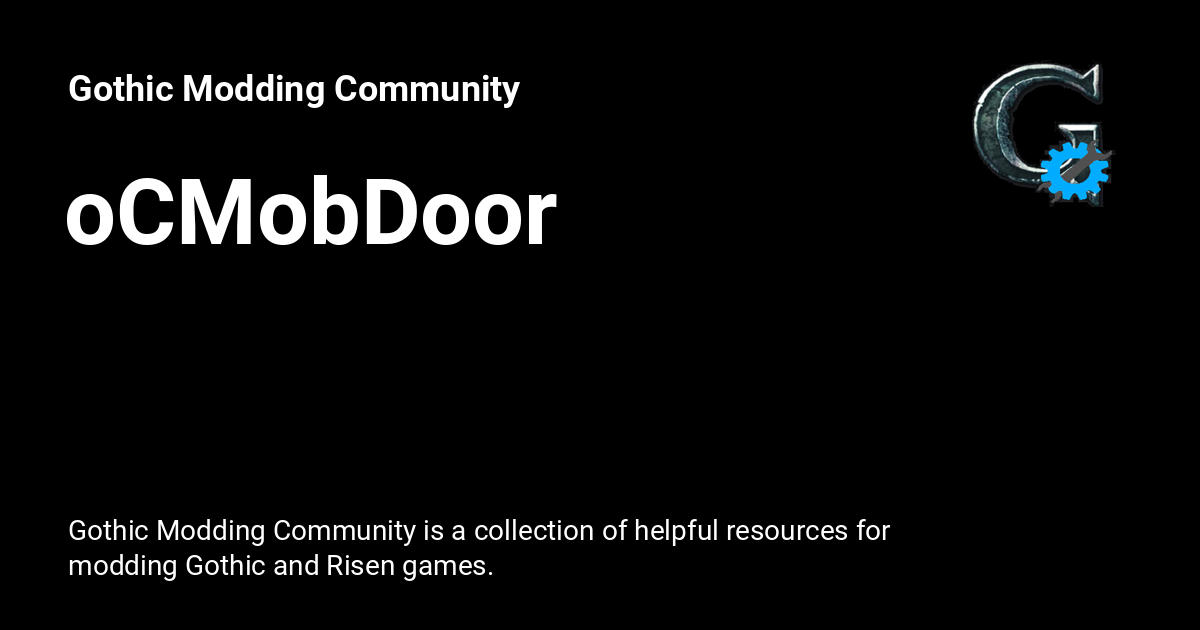 Gothic Modding Community
oCMobDoor
G
Gothic Modding Community is a collection of helpful resources for
modding Gothic and Risen games.